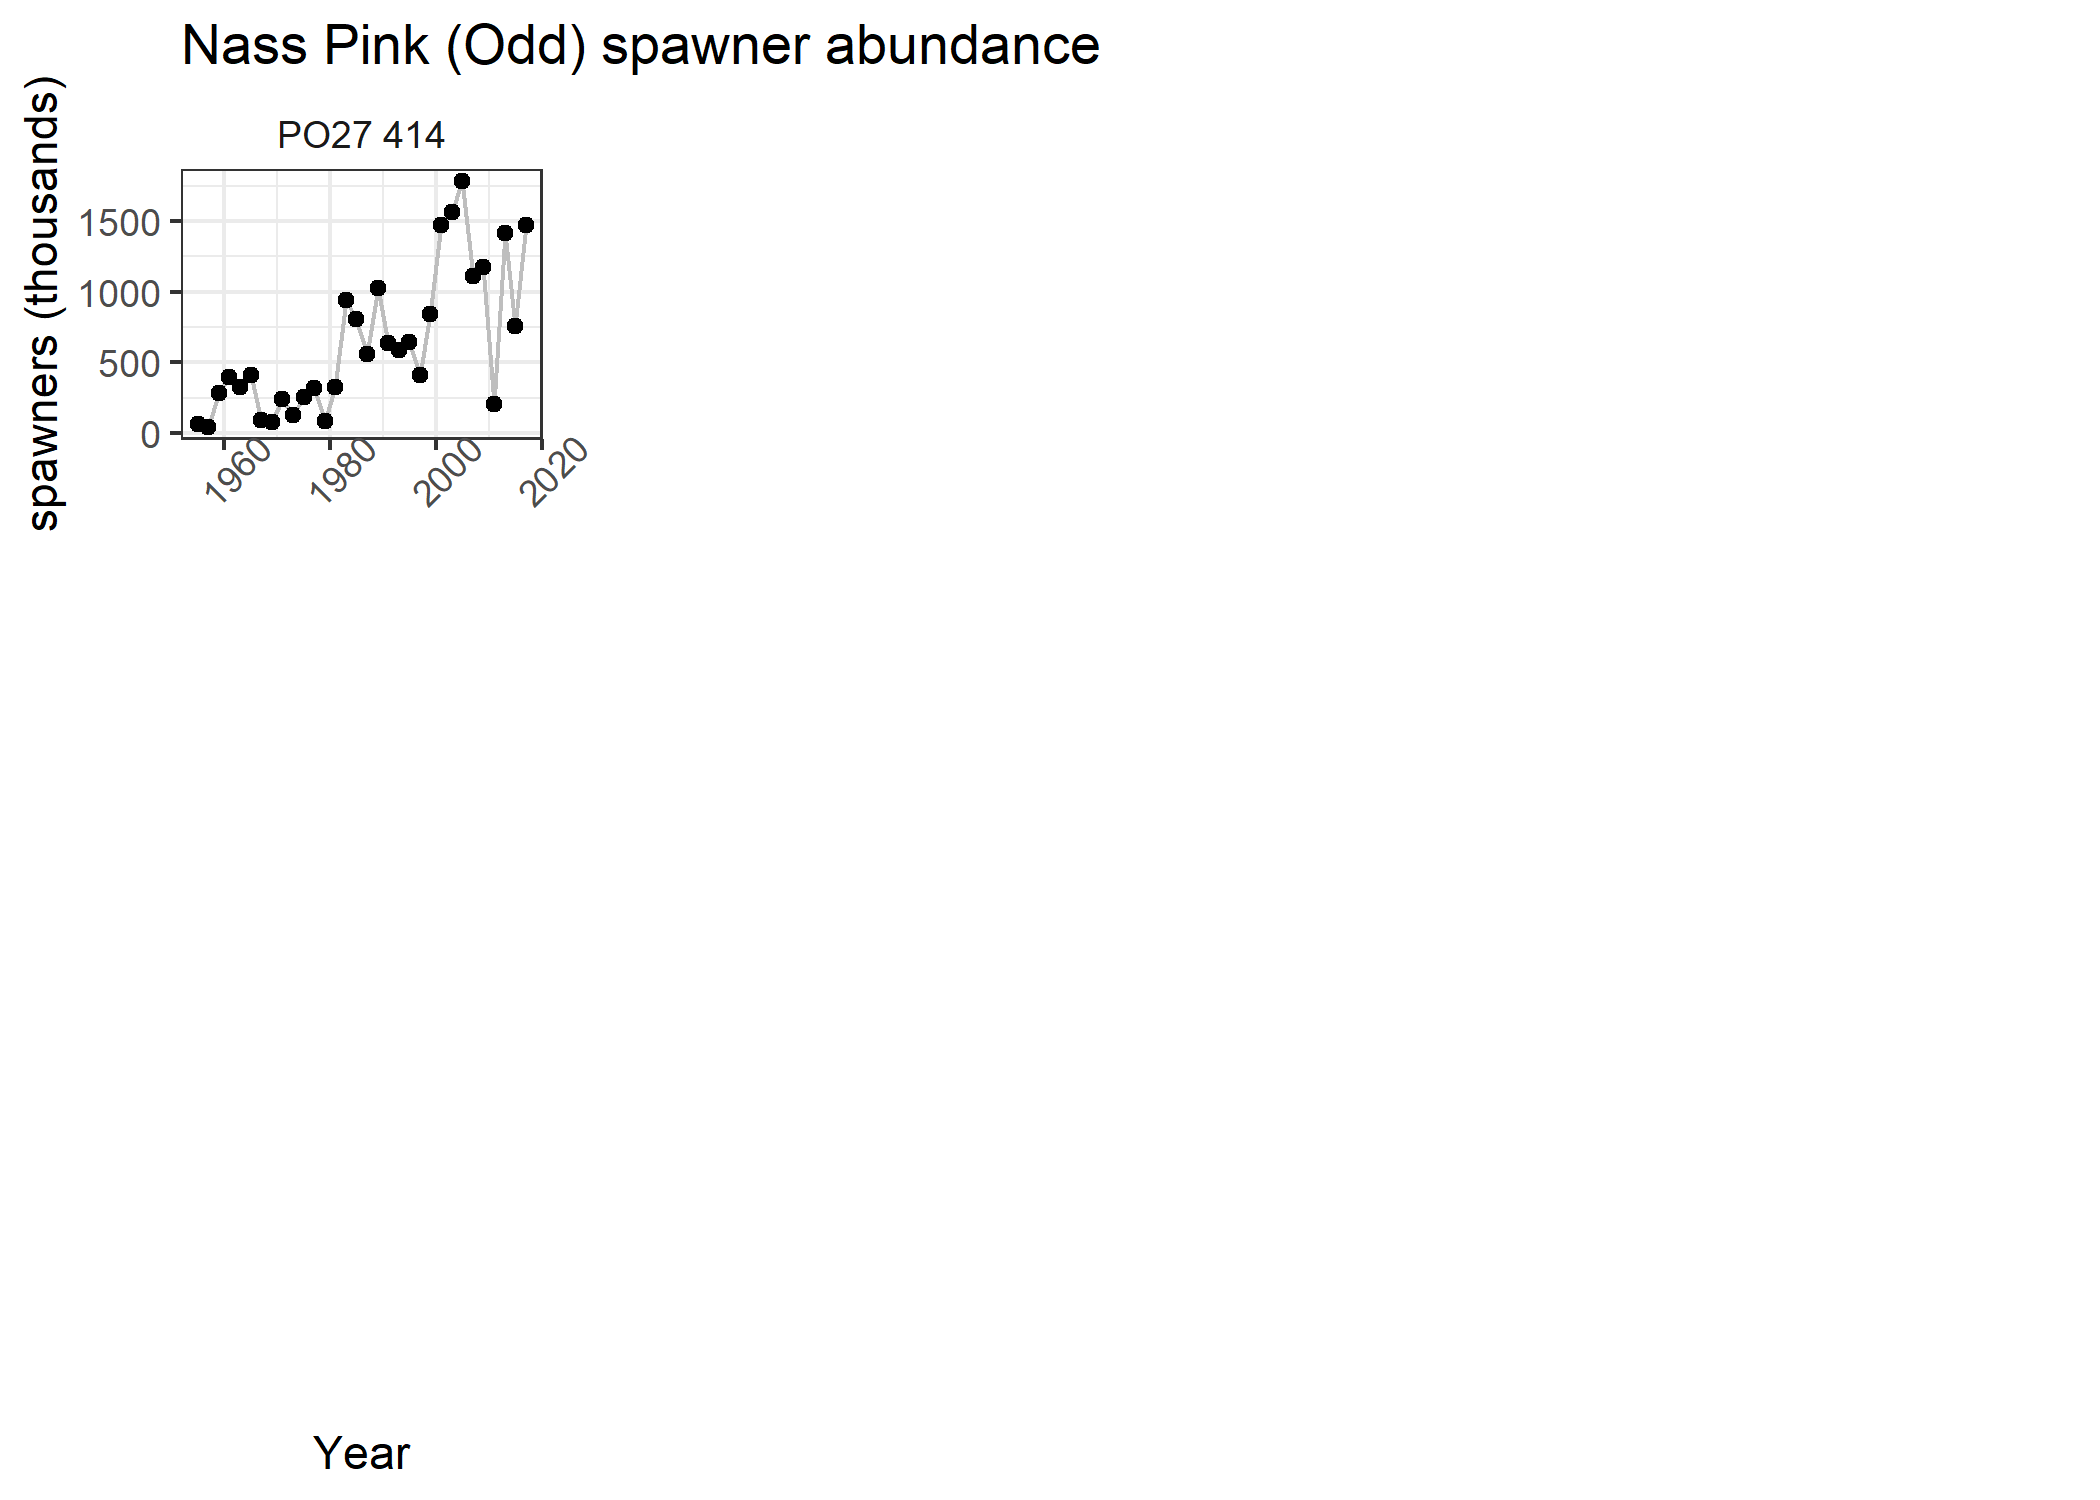 Nass Pink (Odd) spawner abundance
spawners (thousands)
PO27 414
1500
1000
500
0
1960
1980
2000
2020
Year